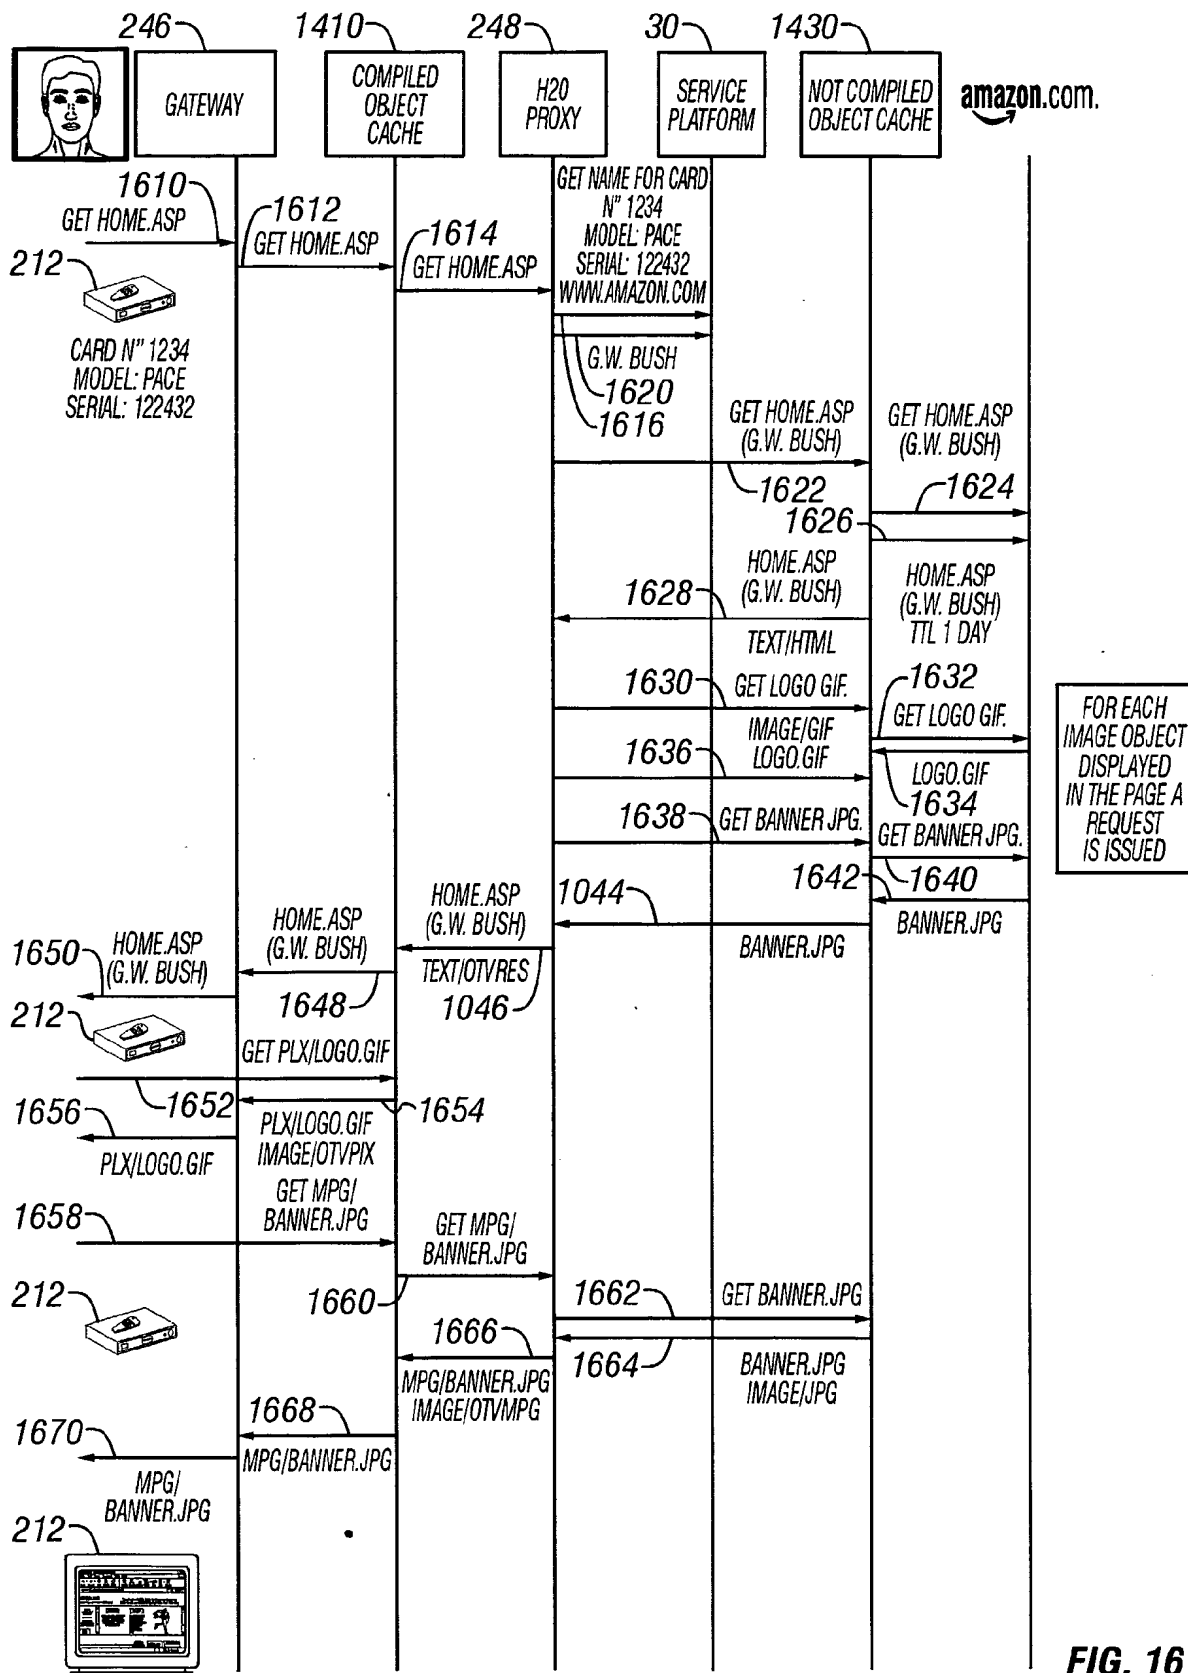 246
1410
248
30
1430
GATEWAY
COMPILED
OBJECT
CACHE
H20
PROXY
SERVICE
PLATFORM
NOT COMPILED
OBJECT CACHE
amazon.com.
1610
GET HOME.ASP
1612
GET HOME.ASP
1614
GET HOME.ASP
GET NAME FOR CARD
N" 1234
MODEL: PACE
SERIAL: 122432
WWW.AMAZON.COM
212
CARD N" 1234
MODEL: PACE
SERIAL: 122432
G.W. BUSH
1620
1616
GET HOME.ASP
(G.W. BUSH)
1622
GET HOME.ASP
(G.W. BUSH)
1624
1626
HOME.ASP
(G.W. BUSH)
1628
TEXT/HTML
HOME.ASP
(G.W. BUSH)
TTL 1 DAY
1630
GET LOGO GIF.
1632
GET LOGO GIF.
IMAGE/GIF
LOGO.GIF
1636
LOGO.GIF
1634
1638
GET BANNER JPG.
GET BANNER JPG.
1640
1642
BANNER.JPG
1044
BANNER.JPG
FOR EACH
IMAGE OBJECT
DISPLAYED
IN THE PAGE A
REQUEST
IS ISSUED
HOME.ASP
(G.W. BUSH)
TEXT/OTVRES
1046
HOME.ASP
(G.W. BUSH)
1648
1650
HOME.ASP
(G.W. BUSH)
212
GET PLX/LOGO.GIF
1652
1654
PLX/LOGO.GIF
IMAGE/OTVPIX
1656
PLX/LOGO.GIF
GET MPG/
BANNER.JPG
1658
GET MPG/
BANNER.JPG
1660
212
1662
GET BANNER.JPG
1664
BANNER.JPG
IMAGE/JPG
1666
MPG/BANNER.JPG
IMAGE/OTVMPG
1668
MPG/BANNER.JPG
1670
MPG/
BANNER.JPG
212
FIG. 16